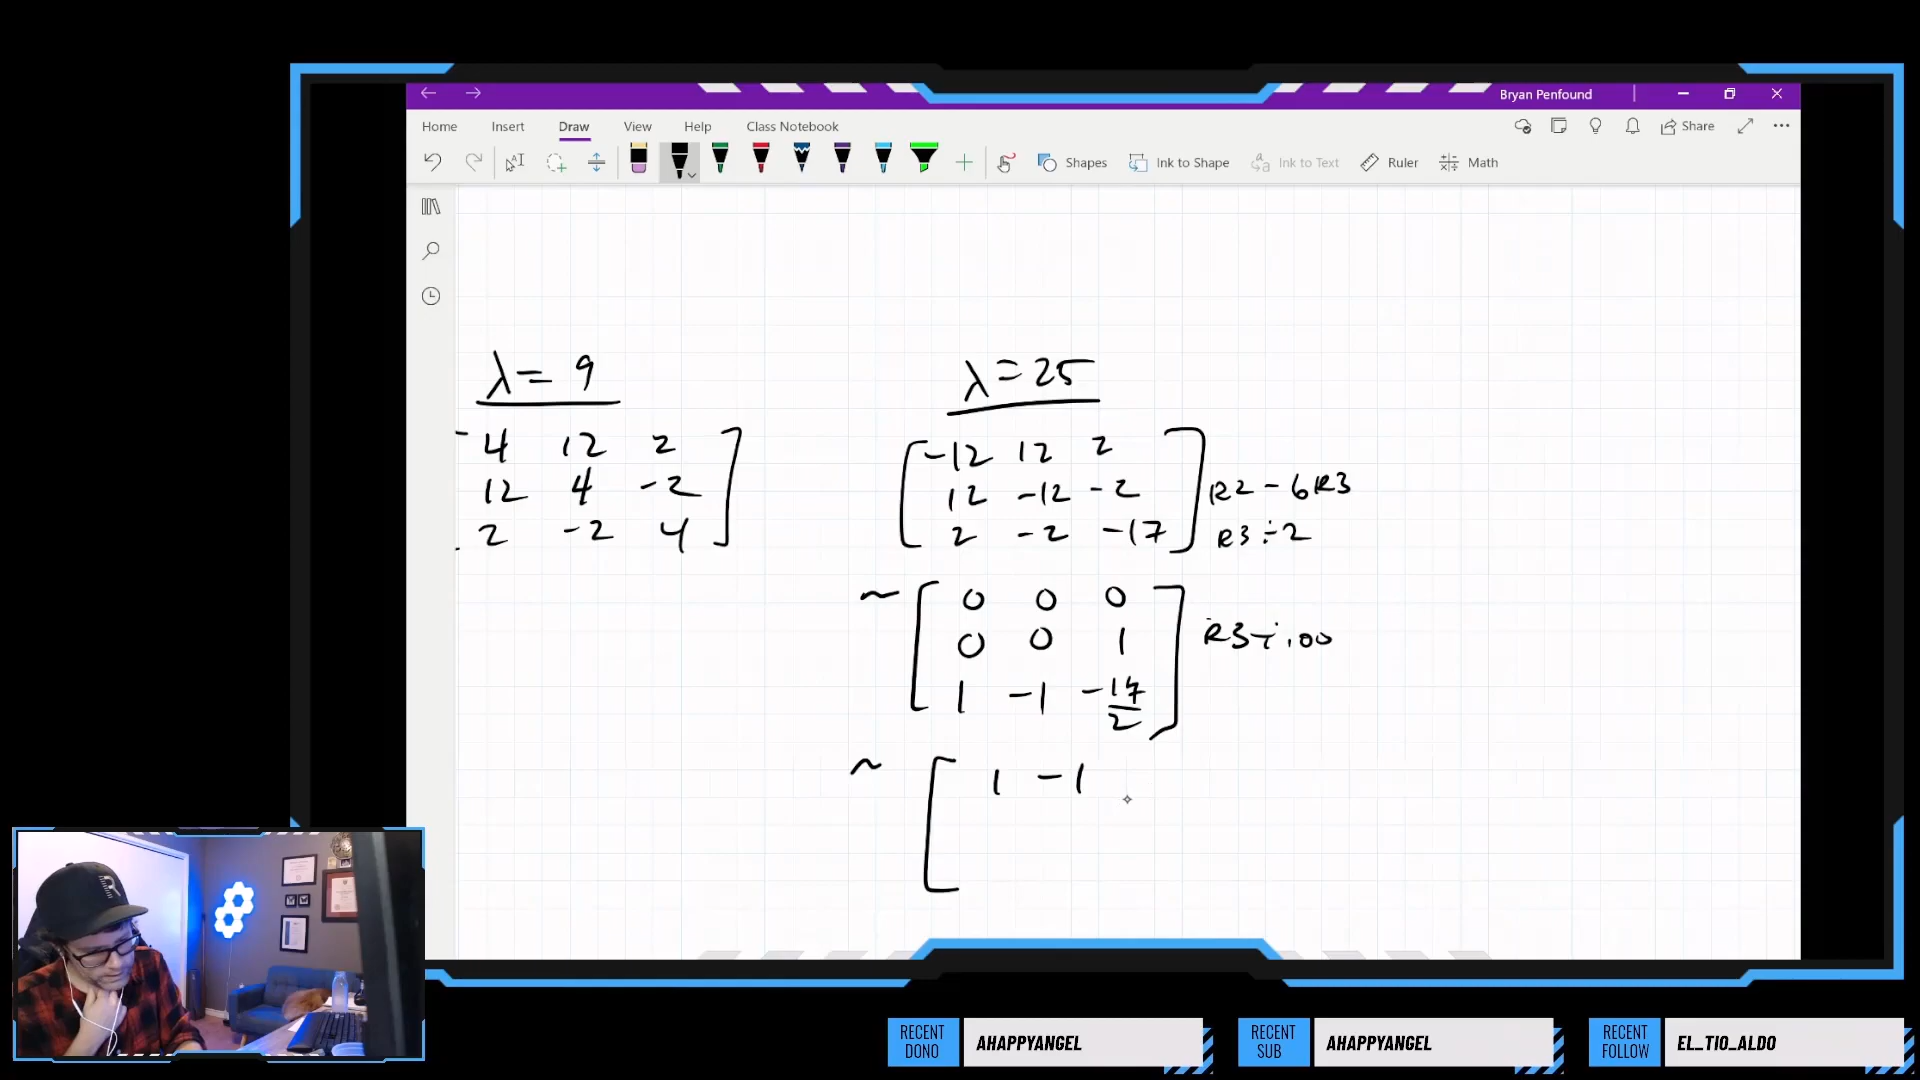 Bryan Penfound
Home Insert Draw View Help Class Notebook
Share
Shapes Ink to Shape Ink to Text Ruler Math
λ = 9
4 12 2
12 4 -2
2 -2 4
λ = 25
-12 12 2
12 -12 -2 R2 - 6R3
2 -2 -17 R3 ÷ 2
~ 0 0 0
0 0 1 R3 ÷ 100
1 -1 -17/2
~ 1 -1
RECENT DONO AHAPPYANGEL
RECENT SUB AHAPPYANGEL
RECENT FOLLOW EL_TIO_ALDO